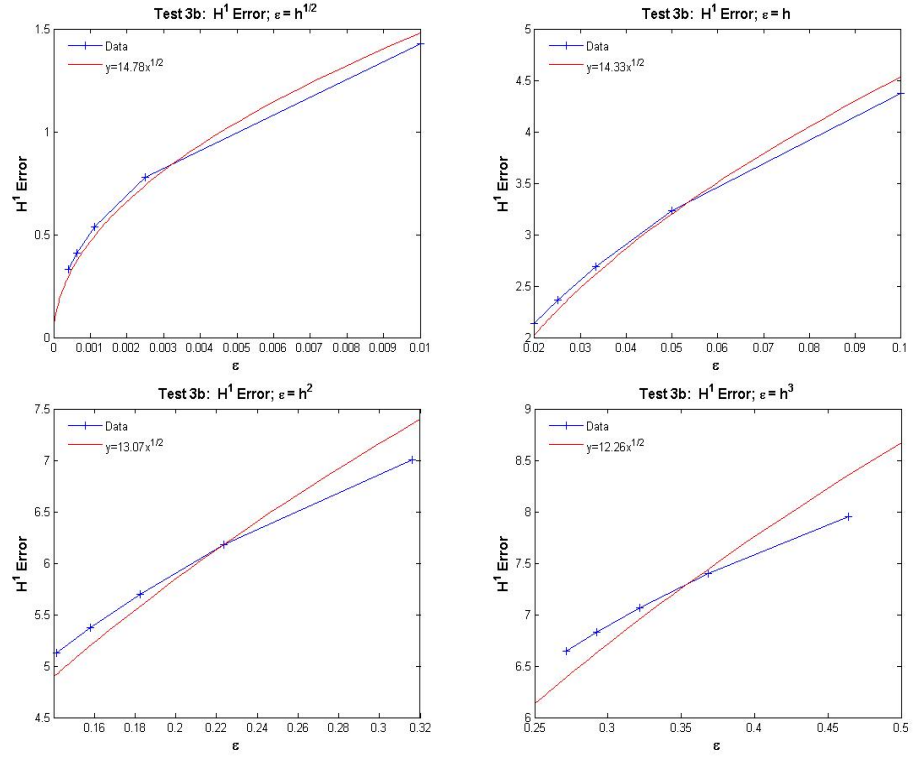 Test 3b: H¹ Error; ε = h^1/2
Data
y=14.78x^1/2
H¹ Error
1.5
1
0.5
0
0 0.001 0.002 0.003 0.004 0.005 0.006 0.007 0.008 0.009 0.01
ε
Test 3b: H¹ Error; ε = h
Data
y=14.33x^1/2
H¹ Error
5
4.5
4
3.5
3
2.5
2
0.02 0.03 0.04 0.05 0.06 0.07 0.08 0.09 0.1
ε
Test 3b: H¹ Error; ε = h²
Data
y=13.07x^1/2
H¹ Error
7.5
7
6.5
6
5.5
5
4.5
0.16 0.18 0.2 0.22 0.24 0.26 0.28 0.3 0.32
ε
Test 3b: H¹ Error; ε = h³
Data
y=12.26x^1/2
H¹ Error
9
8.5
8
7.5
7
6.5
6
0.25 0.3 0.35 0.4 0.45 0.5
ε